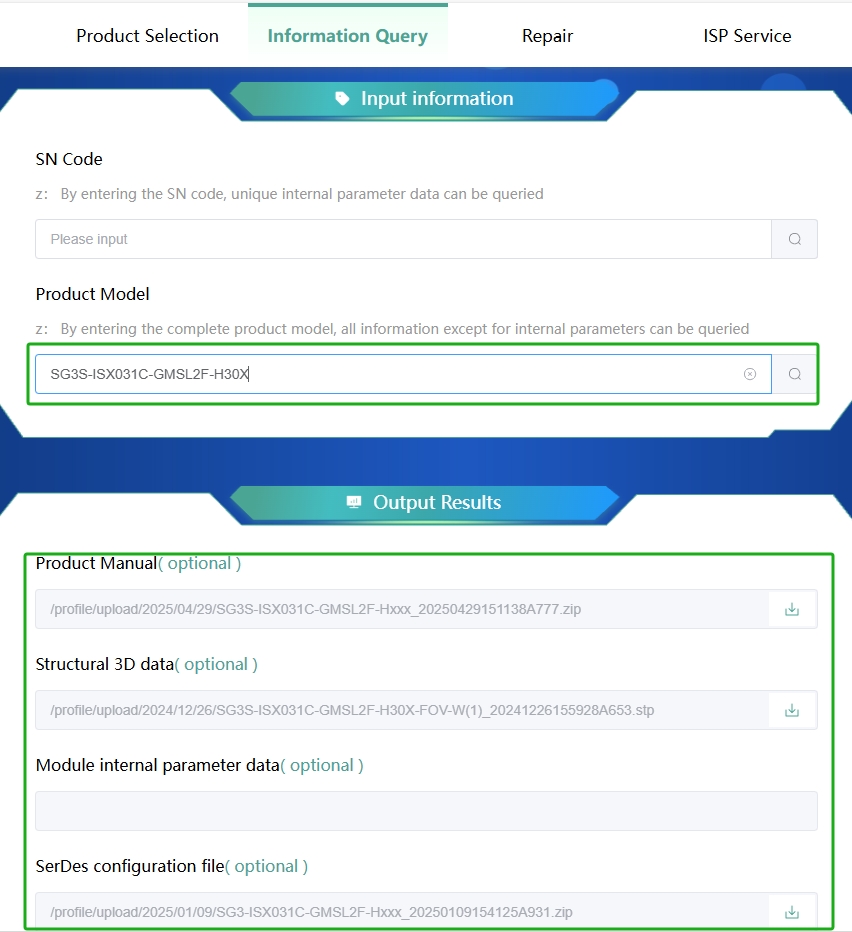 Product Selection
Information Query
Repair
ISP Service
Input information
SN Code
z: By entering the SN code, unique internal parameter data can be queried
Please input
Product Model
z: By entering the complete product model, all information except for internal parameters can be queried
SG3S-ISX031C-GMSL2F-H30X
Output Results
Product Manual( optional )
/profile/upload/2025/04/29/SG3S-ISX031C-GMSL2F-Hxxx_20250429151138A777.zip
Structural 3D data( optional )
/profile/upload/2024/12/26/SG3S-ISX031C-GMSL2F-H30X-FOV-W(1)_20241226155928A653.stp
Module internal parameter data( optional )
SerDes configuration file( optional )
/profile/upload/2025/01/09/SG3-ISX031C-GMSL2F-Hxxx_20250109154125A931.zip